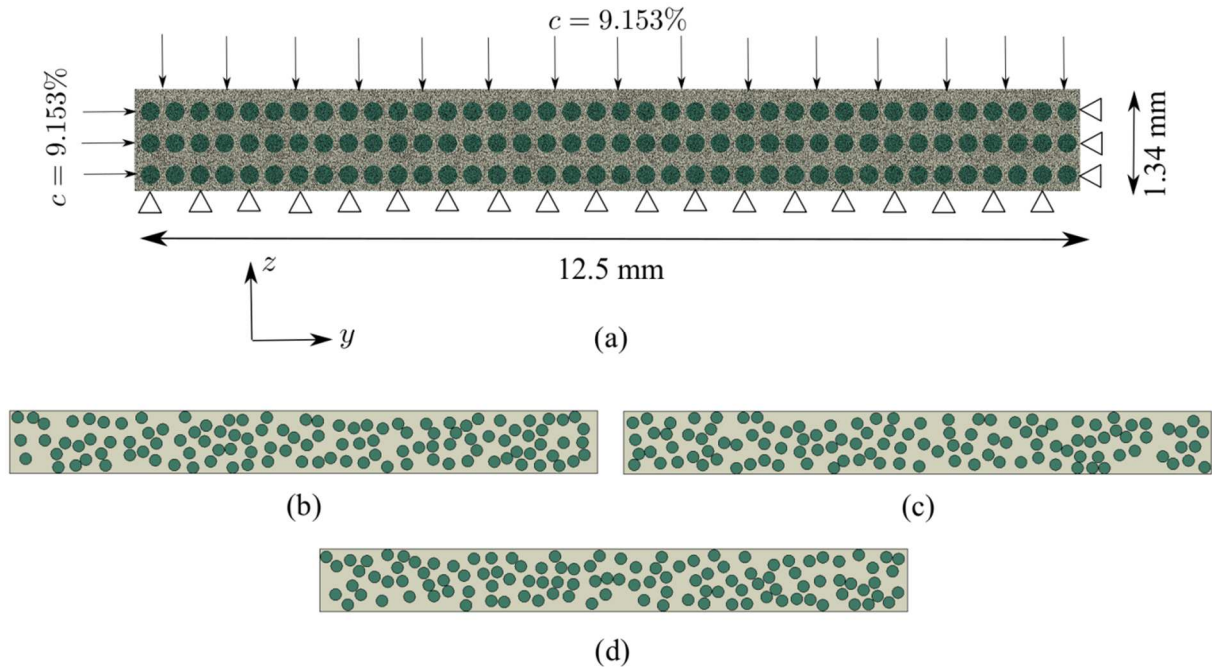 c = 9.153%
c = 9.153%
1.34 mm
12.5 mm
z
y
(a)
(b)
(c)
(d)